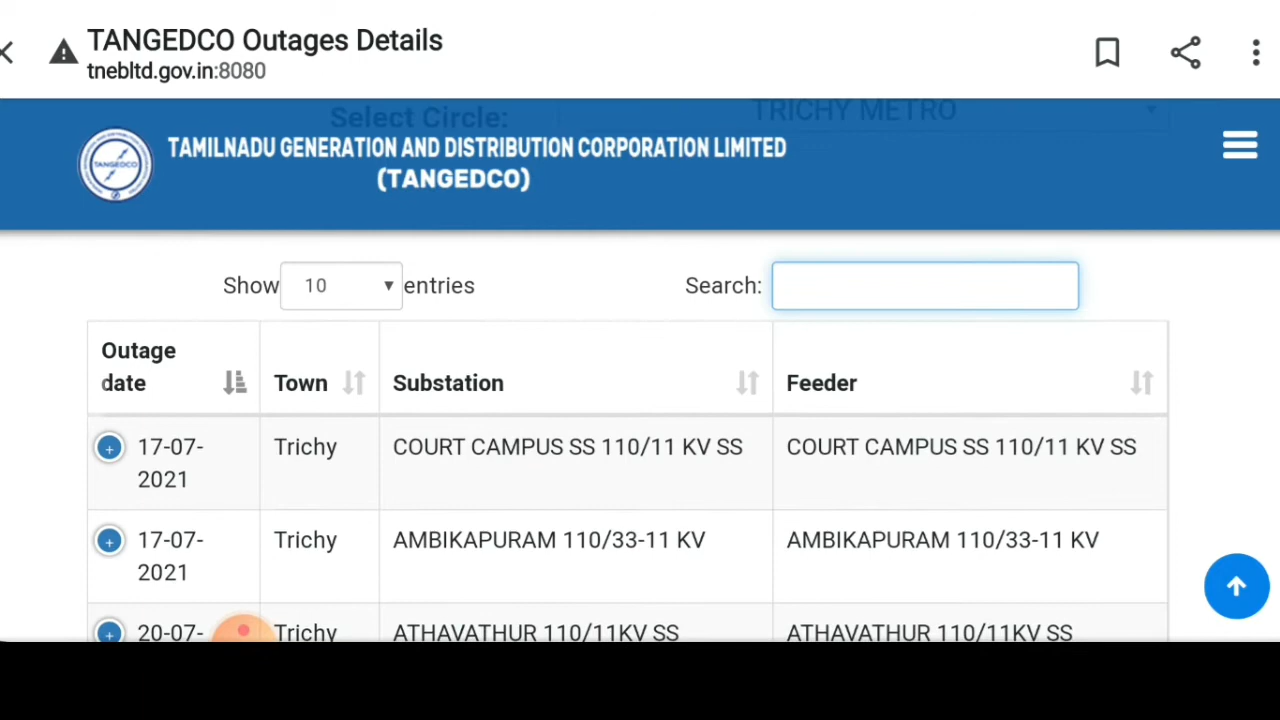 TANGEDCO Outages Details
tnebltd.gov.in:8080
Select Circle: TRICHY METRO
TANGEDCO
TAMILNADU GENERATION AND DISTRIBUTION CORPORATION LIMITED
(TANGEDCO)
Show 10 entries Search:
Outage
date Town Substation Feeder
17-07- Trichy COURT CAMPUS SS 110/11 KV SS COURT CAMPUS SS 110/11 KV SS
2021
17-07- Trichy AMBIKAPURAM 110/33-11 KV AMBIKAPURAM 110/33-11 KV
2021
20-07- Trichy ATHAVATHUR 110/11KV SS ATHAVATHUR 110/11KV SS